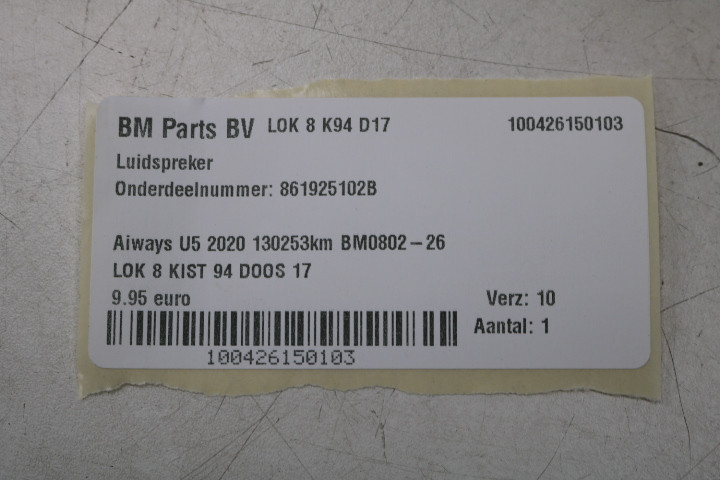 BM Parts BV LOK 8 K94 D17 100426150103
Luidspreker
Onderdeelnummer: 861925102B
Aiways U5 2020 130253km BM0802-26
LOK 8 KIST 94 DOOS 17
9.95 euro Verz: 10
Aantal: 1
100426150103